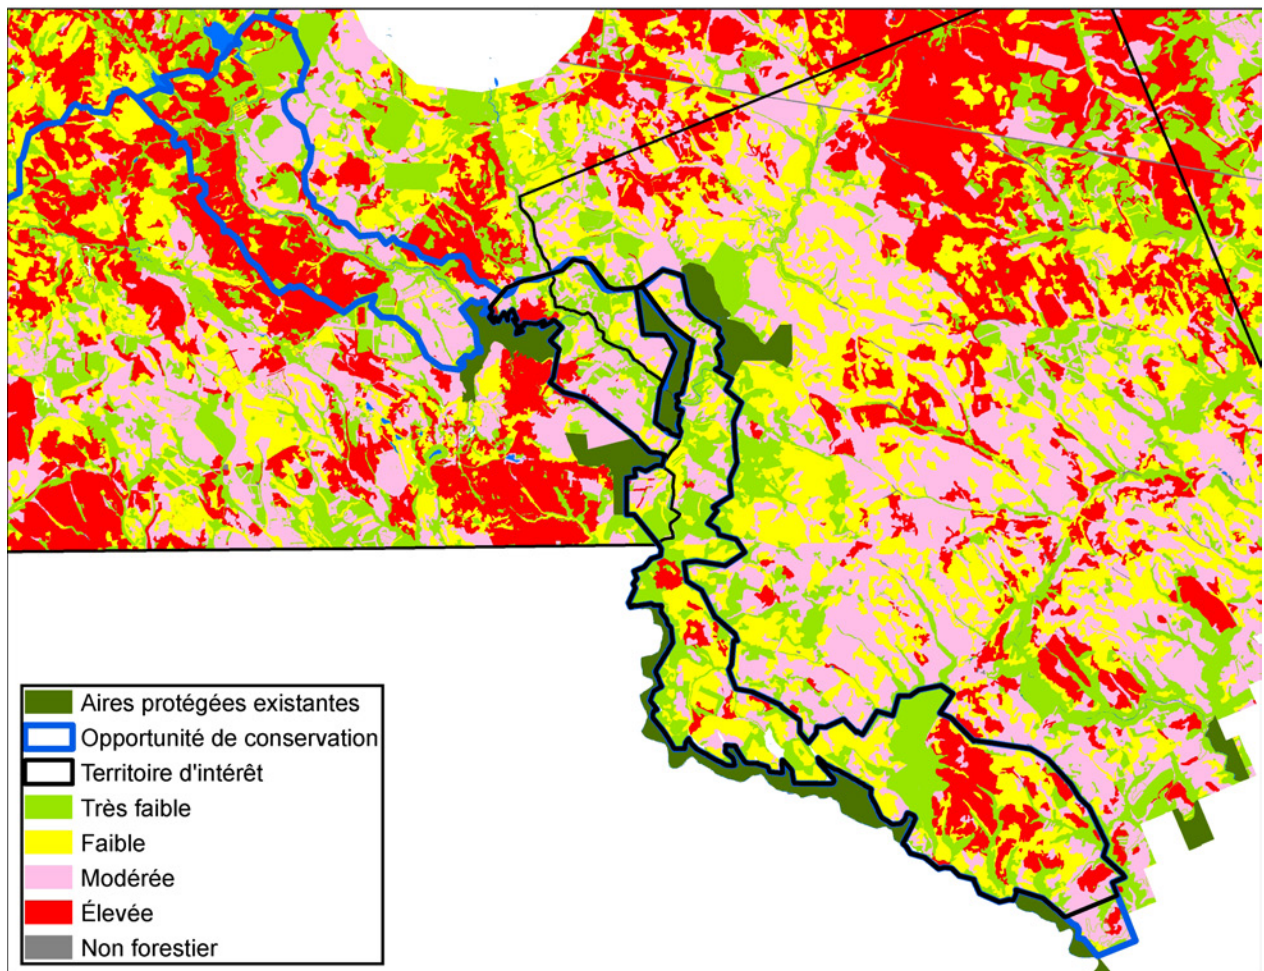 Aires protégées existantes
Opportunité de conservation
Territoire d'intérêt
Très faible
Faible
Modérée
Élevée
Non forestier